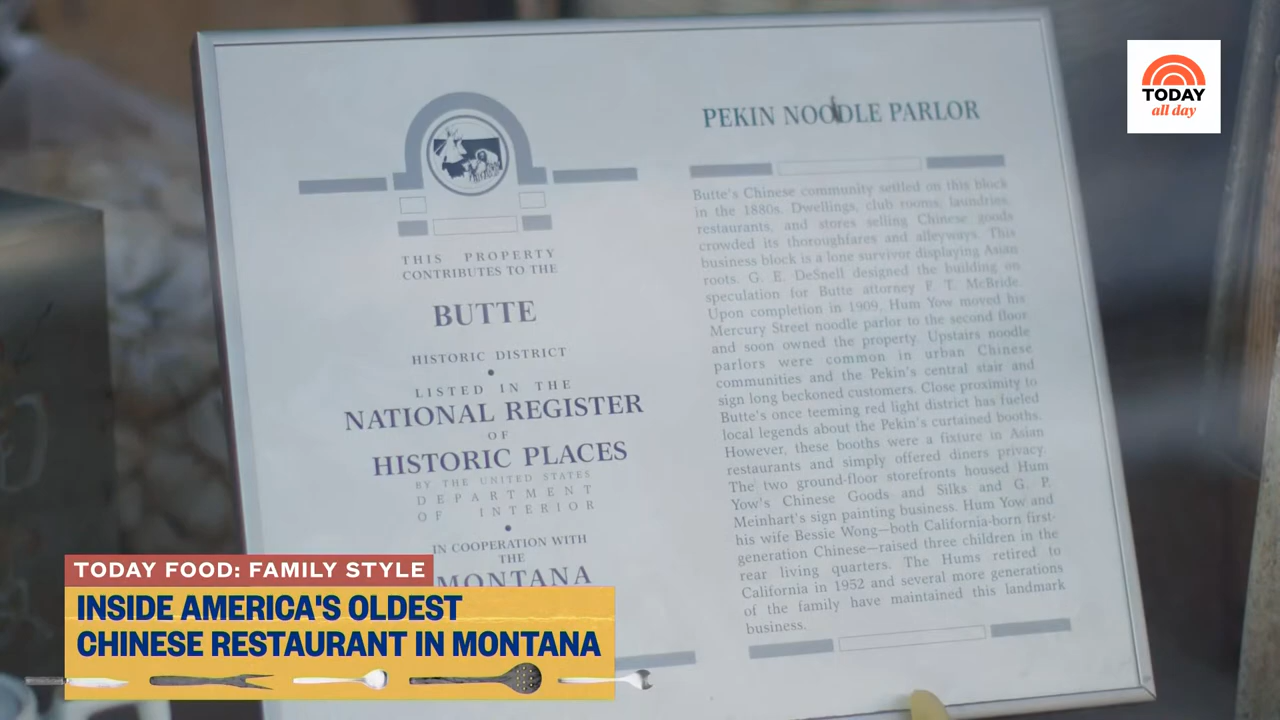 TODAY
all day
PEKIN NOODLE PARLOR
THIS PROPERTY
CONTRIBUTES TO THE
BUTTE
HISTORIC DISTRICT
LISTED IN THE
NATIONAL REGISTER
OF
HISTORIC PLACES
BY THE UNITED STATES
DEPARTMENT
OF INTERIOR
IN COOPERATION WITH
THE
MONTANA
Butte's Chinese community settled on this block
in the 1880s. Dwellings, club rooms, laundries,
restaurants, and stores selling Chinese goods
crowded its thoroughfares and alleyways. This
business block is a lone survivor displaying Asian
roots. G. E. DeSnell designed the building on
speculation for Butte attorney F. T. McBride.
Upon completion in 1909, Hum Yow moved his
Mercury Street noodle parlor to the second floor
and soon owned the property. Upstairs noodle
parlors were common in urban Chinese
communities and the Pekin's central stair and
sign long beckoned customers. Close proximity to
Butte's once teeming red light district has fueled
local legends about the Pekin's curtained booths.
However, these booths were a fixture in Asian
restaurants and simply offered diners privacy.
The two ground-floor storefronts housed Hum
Yow's Chinese Goods and Silks and G. P.
Meinhart's sign painting business. Hum Yow and
his wife Bessie Wong—both California-born first-
generation Chinese—raised three children in the
rear living quarters. The Hums retired to
California in 1952 and several more generations
of the family have maintained this landmark
business.
TODAY FOOD: FAMILY STYLE
INSIDE AMERICA'S OLDEST
CHINESE RESTAURANT IN MONTANA